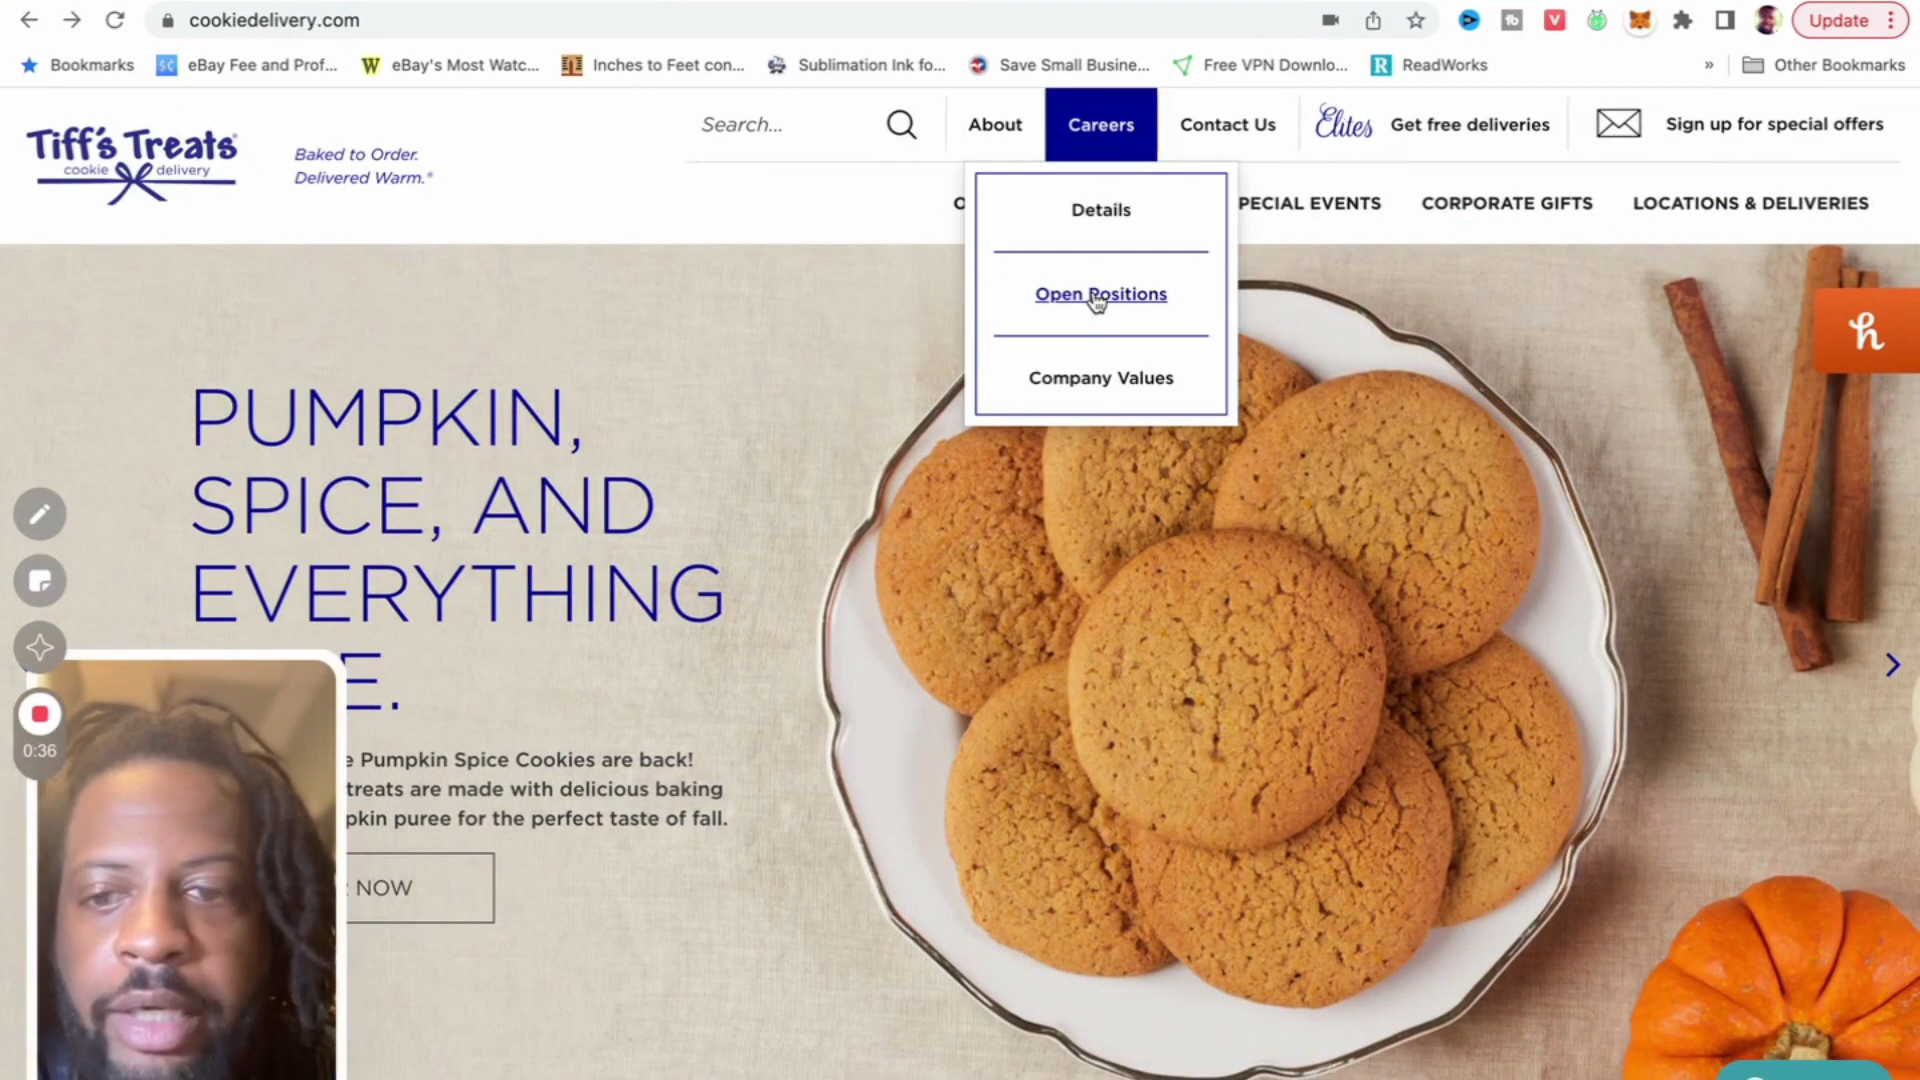 cookiedelivery.com
Update
Bookmarks
eBay Fee and Prof...
W
eBay's Most Watc...
Inches to Feet con...
Sublimation Ink fo...
Save Small Busine...
Free VPN Downlo...
R
ReadWorks
»
Other Bookmarks
Tiff's Treats®
cookie delivery
Baked to Order.
Delivered Warm.®
Search...
About
Careers
Contact Us
Elites
Get free deliveries
Sign up for special offers
PECIAL EVENTS
CORPORATE GIFTS
LOCATIONS & DELIVERIES
Details
Open Positions
Company Values
h
PUMPKIN,
SPICE, AND
EVERYTHING
E.
e Pumpkin Spice Cookies are back!
treats are made with delicious baking
pkin puree for the perfect taste of fall.
NOW
0:36